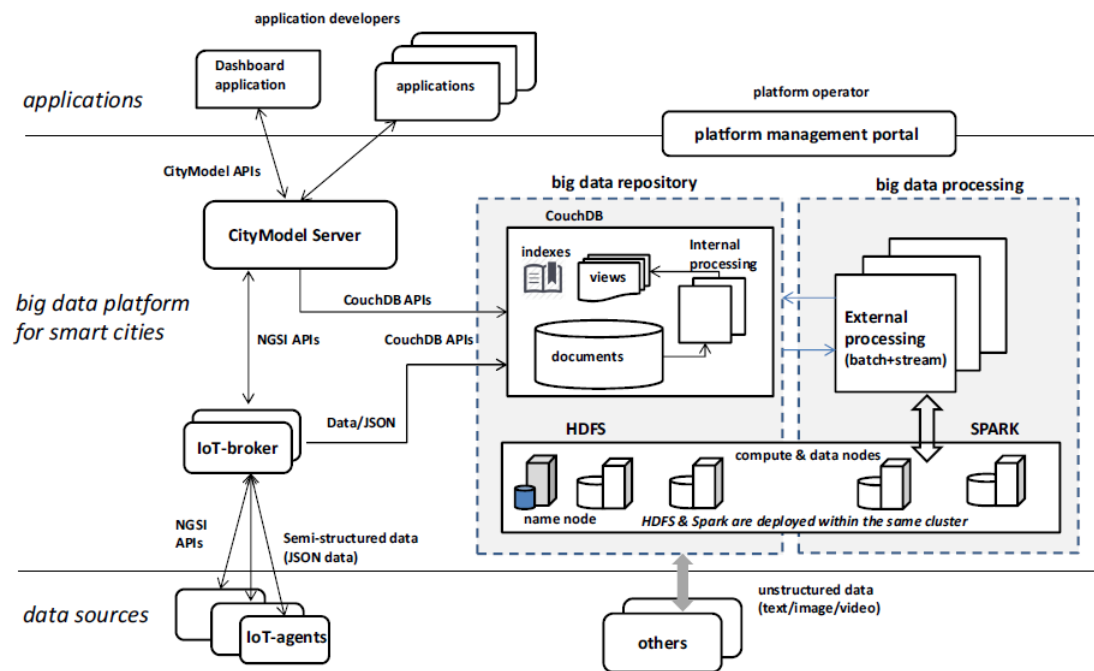 application developers
Dashboard
application
applications
applications
platform operator
platform management portal
CityModel APIs
big data repository
big data processing
CouchDB
CityModel Server
indexes
views
Internal
processing
big data platform
for smart cities
CouchDB APIs
NGSI APIs
CouchDB APIs
documents
External
processing
(batch+stream)
Data/JSON
IoT-broker
HDFS
SPARK
compute & data nodes
name node
HDFS & Spark are deployed within the same cluster
NGSI
APIs
Semi-structured data
(JSON data)
unstructured data
(text/image/video)
data sources
IoT-agents
others